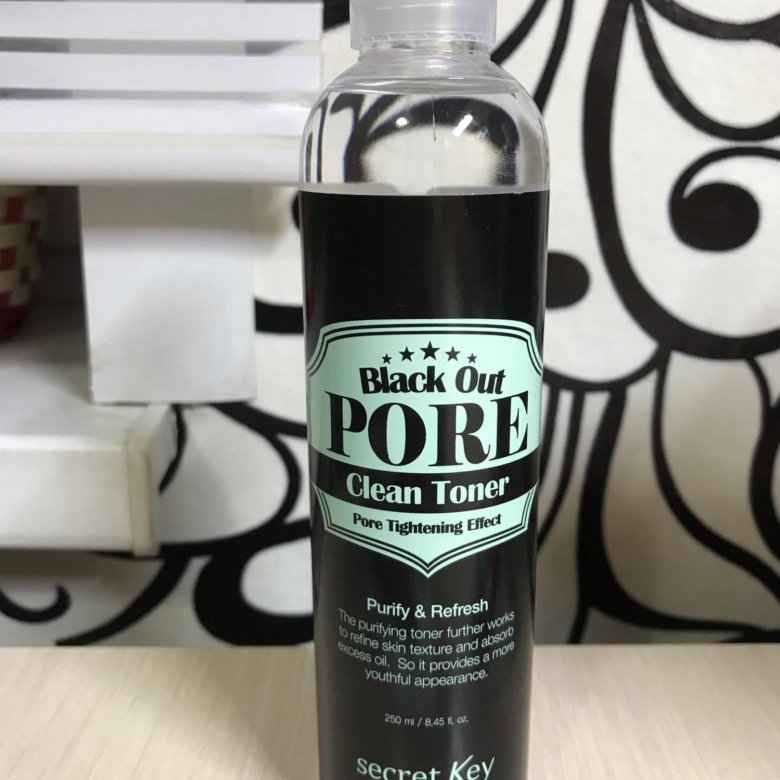 Black Out
PORE
Clean Toner
Pore Tightening Effect
Purify & Refresh
The purifying toner further works
to refine skin texture and absorb
excess oil. So it provides a more
youthful appearance.
250 ml / 8.45 fl. oz.
secret Key